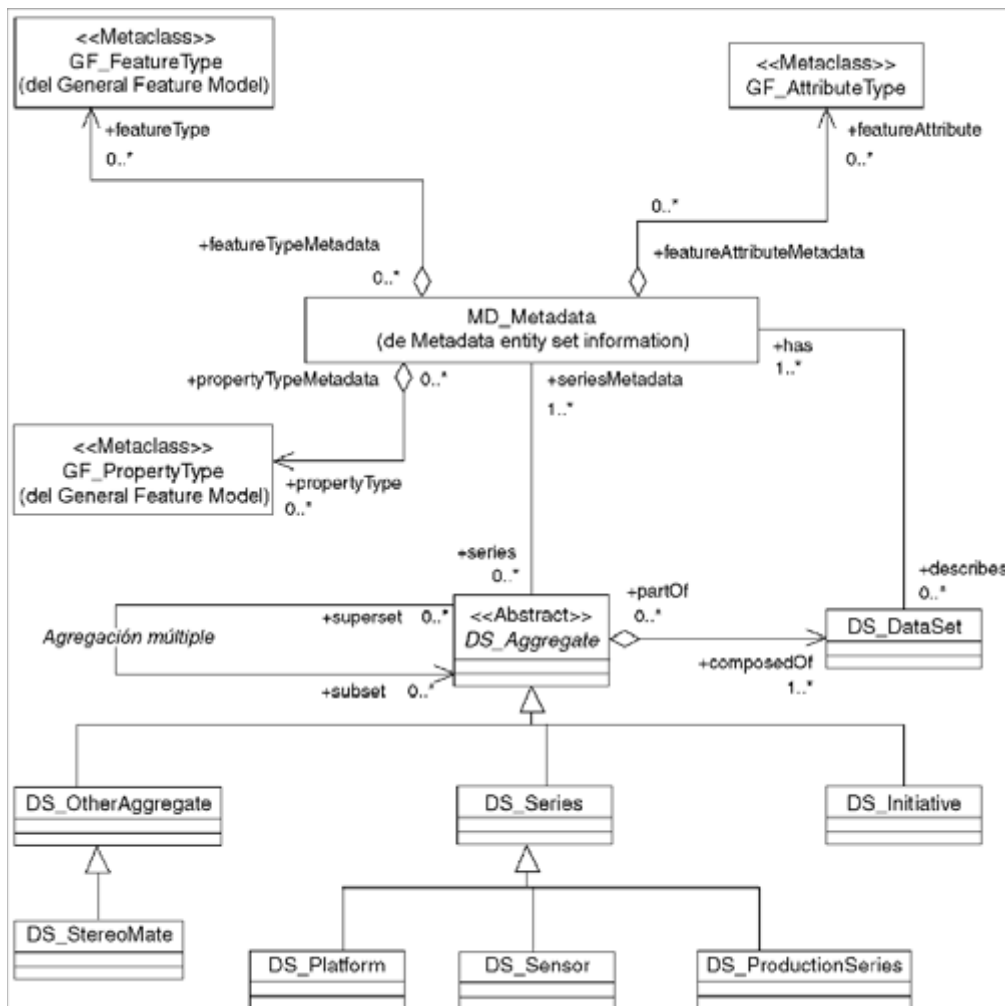 <<Metaclass>>
GF_FeatureType
(del General Feature Model)
<<Metaclass>>
GF_AttributeType
+featureType
0..*
+featureAttribute
0..*
0..*
+featureTypeMetadata
0..*
+featureAttributeMetadata
MD_Metadata
(de Metadata entity set information)
+has
1..*
+propertyTypeMetadata
0..*
+seriesMetadata
1..*
<<Metaclass>>
GF_PropertyType
(del General Feature Model)
+propertyType
0..*
+series
0..*
+partOf
0..*
+describes
0..*
Agregación múltiple
+superset 0..*
<<Abstract>>
DS_Aggregate
DS_DataSet
+composedOf
1..*
+subset 0..*
DS_OtherAggregate
DS_Series
DS_Initiative
DS_StereoMate
DS_Platform
DS_Sensor
DS_ProductionSeries